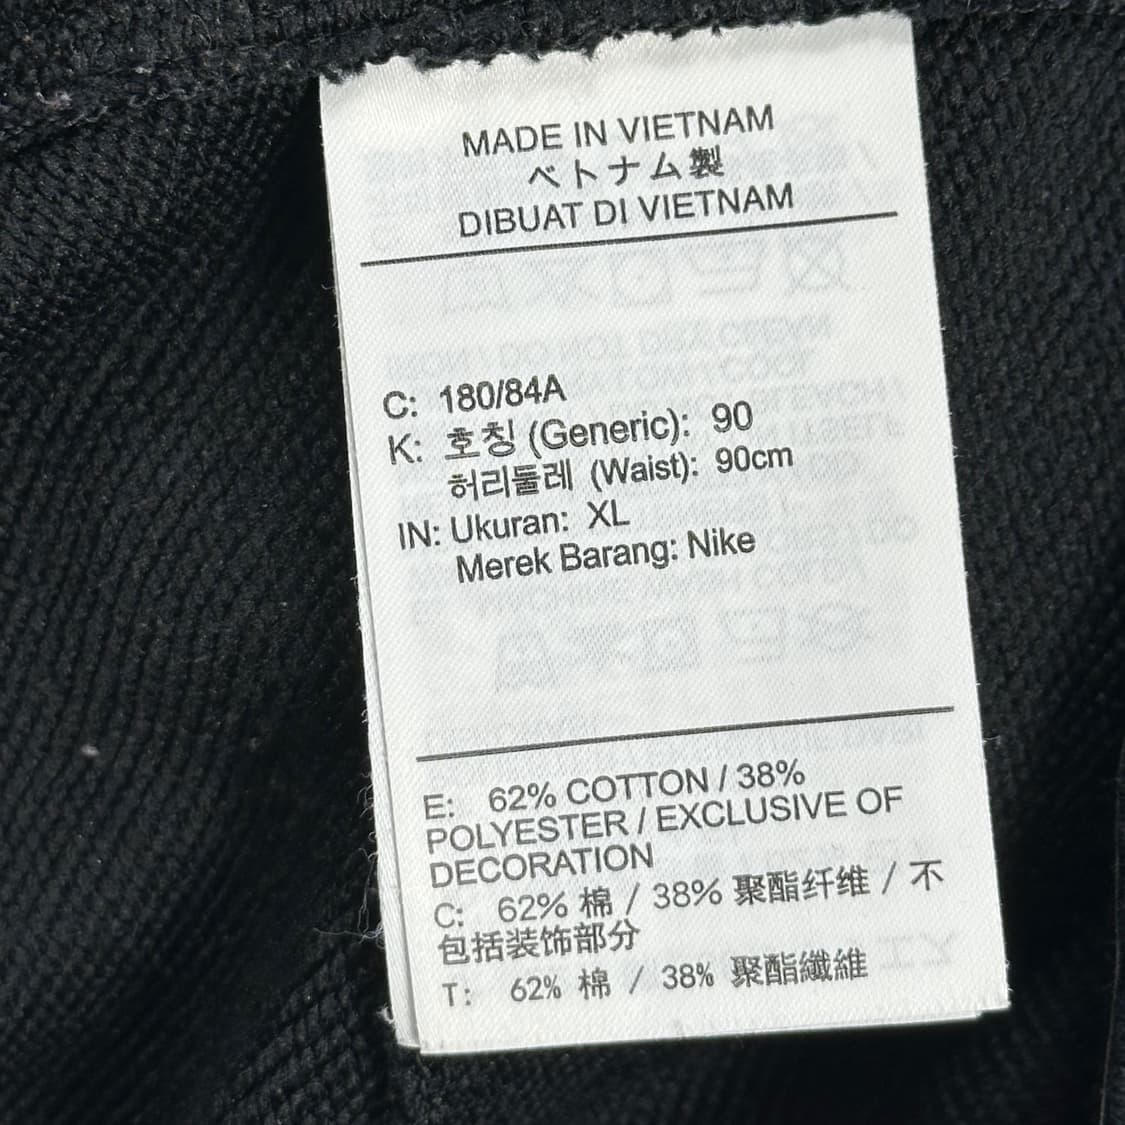 MADE IN VIETNAM
ベトナム製
DIBUAT DI VIETNAM
C: 180/84A
K: 호칭 (Generic): 90
허리둘레 (Waist): 90cm
IN: Ukuran: XL
Merek Barang: Nike
E: 62% COTTON / 38%
POLYESTER / EXCLUSIVE OF
DECORATION
C: 62% 棉 / 38% 聚酯纤维 / 不
包括装饰部分
T: 62% 棉 / 38% 聚酯纖維